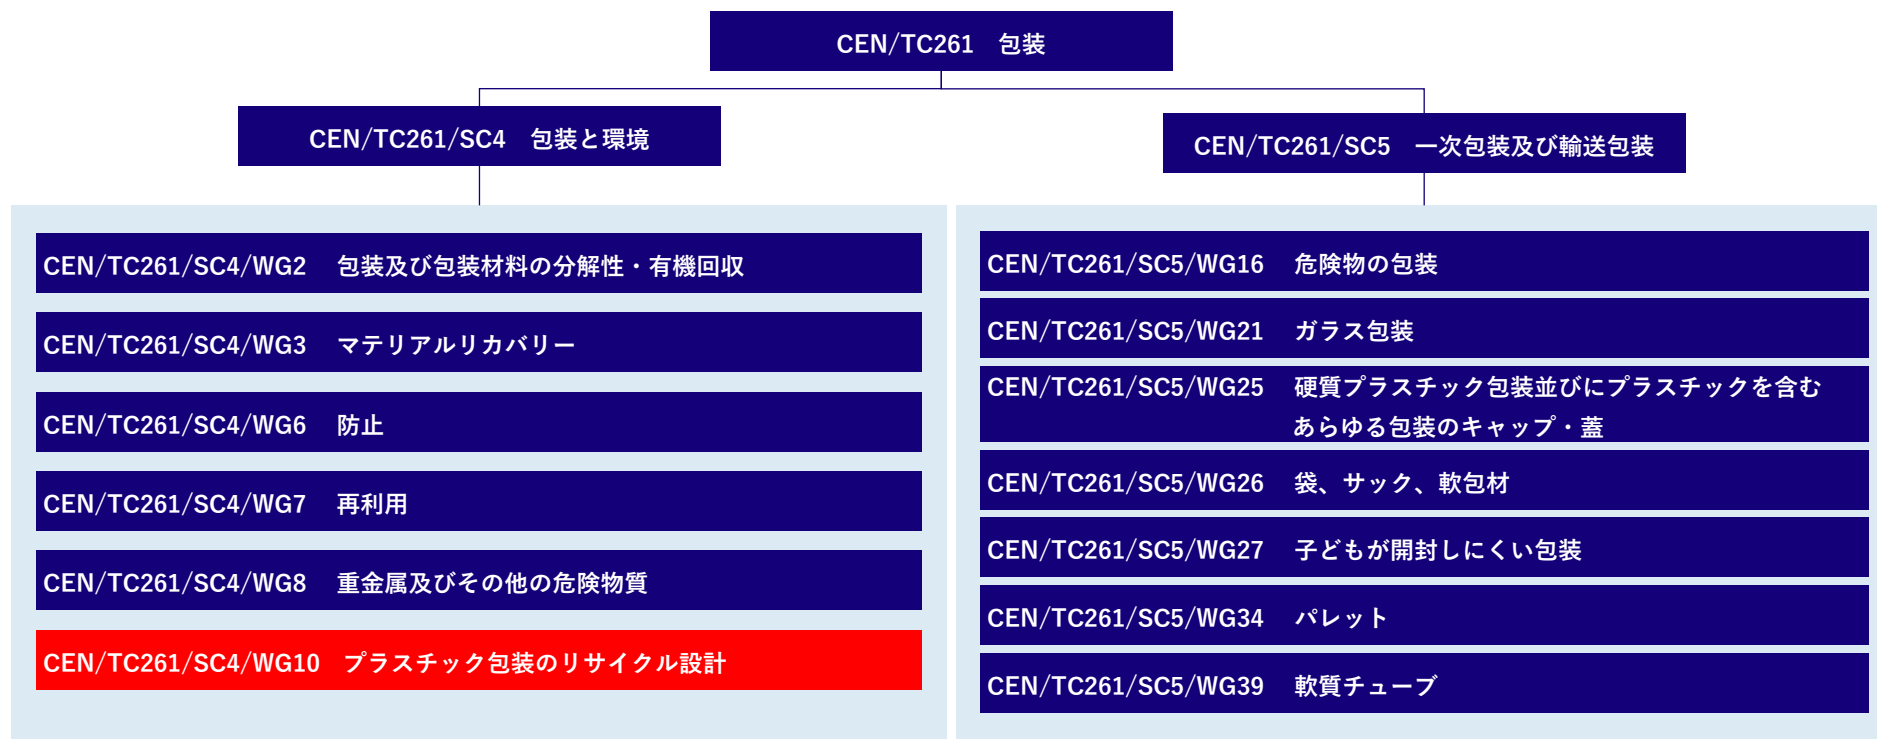 CEN/TC261　包装
CEN/TC261/SC4　包装と環境
CEN/TC261/SC4/WG2　包装及び包装材料の分解性・有機回収
CEN/TC261/SC4/WG3　マテリアルリカバリー
CEN/TC261/SC4/WG6　防止
CEN/TC261/SC4/WG7　再利用
CEN/TC261/SC4/WG8　重金属及びその他の危険物質
CEN/TC261/SC4/WG10　プラスチック包装のリサイクル設計
CEN/TC261/SC5　一次包装及び輸送包装
CEN/TC261/SC5/WG16　危険物の包装
CEN/TC261/SC5/WG21　ガラス包装
CEN/TC261/SC5/WG25　硬質プラスチック包装並びにプラスチックを含む
あらゆる包装のキャップ・蓋
CEN/TC261/SC5/WG26　袋、サック、軟包材
CEN/TC261/SC5/WG27　子どもが開封しにくい包装
CEN/TC261/SC5/WG34　パレット
CEN/TC261/SC5/WG39　軟質チューブ